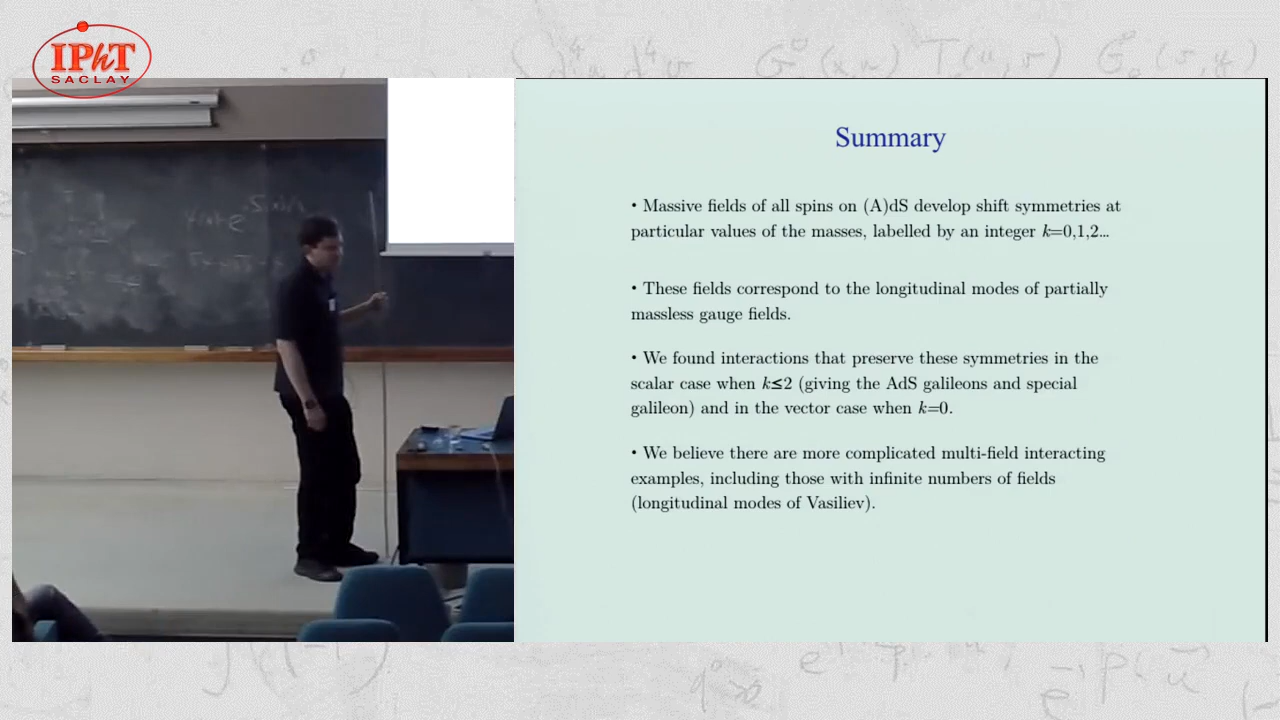 IPhT
SACLAY
Summary
• Massive fields of all spins on (A)dS develop shift symmetries at
particular values of the masses, labelled by an integer k=0,1,2…
• These fields correspond to the longitudinal modes of partially
massless gauge fields.
• We found interactions that preserve these symmetries in the
scalar case when k≤2 (giving the AdS galileons and special
galileon) and in the vector case when k=0.
• We believe there are more complicated multi-field interacting
examples, including those with infinite numbers of fields
(longitudinal modes of Vasiliev).